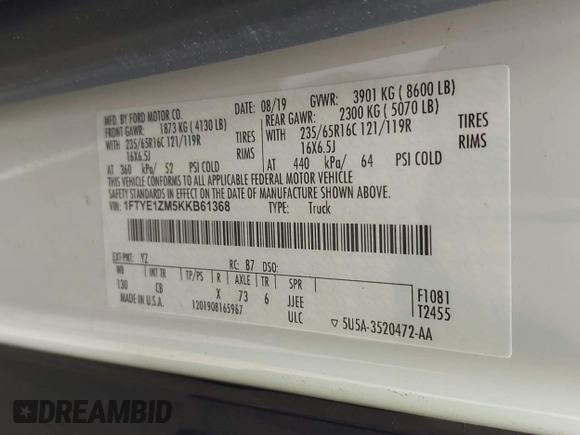 MFD. BY FORD MOTOR CO.
DATE: 08/19 GVWR: 3901 KG ( 8600 LB)
FRONT GAWR: 1873 KG ( 4130 LB) REAR GAWR: 2300 KG ( 5070 LB)
WITH 235/65R16C 121/119R TIRES WITH 235/65R16C 121/119R TIRES
16X6.5J RIMS 16X6.5J RIMS
AT 360 kPa/ 52 PSI COLD AT 440 kPa/ 64 PSI COLD
THIS VEHICLE CONFORMS TO ALL APPLICABLE FEDERAL MOTOR VEHICLE
SAFETY STANDARDS IN EFFECT ON THE DATE OF MANUFACTURE SHOWN ABOVE.
VIN: 1FTYE1ZM5KKB61368 TYPE: Truck
EXT PNT: YZ RC: 87 DSO:
WB INT TR TP/PS R AXLE TR SPR
130 CB X 73 6 JJEE
ULC
F1081
T2455
MADE IN U.S.A. 1201908165967
▽ 5U5A-3520472-AA
DREAMBID